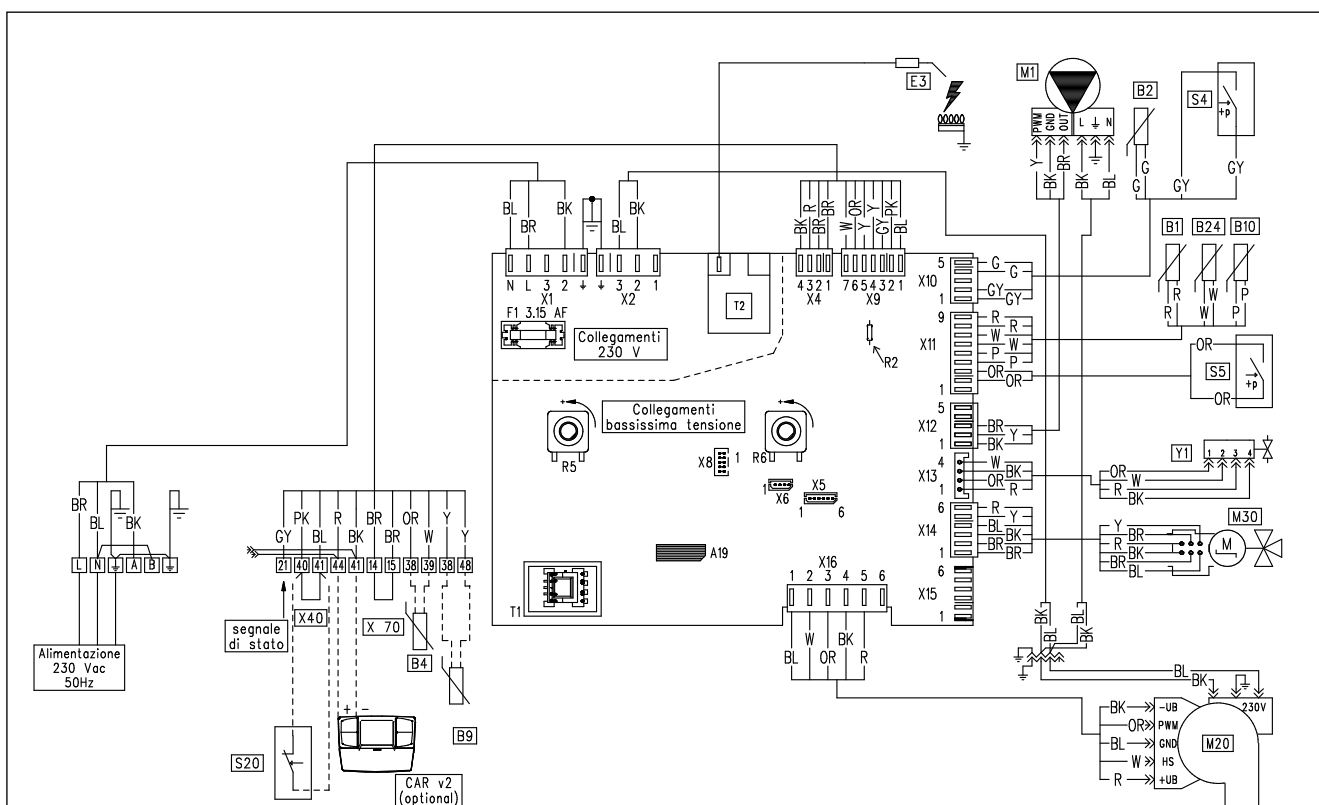 E3
M1
B2
S4
+p
PWM
GND
OUT
L
N
Y
BK
BR
BK
BL
G
G
GY
GY
BL
BR
BK
BL
BK
BK
R
BR
BR
W
OR
Y
Y
GY
PK
BL
B1
B24
B10
R
R
W
W
P
P
N L 3 2
X1
3 2 1
X2
T2
4 3 2 1
X4
7 6 5 4 3 2 1
X9
5
X10
1
G
G
GY
GY
F1 3.15 AF
Collegamenti
230 V
R2
9
X11
1
R
R
W
W
P
P
OR
OR
OR
S5
+p
OR
Collegamenti
bassissima tensione
+
R5
+
R6
X8
1
1
X6
X5
1 6
5
X12
1
BR
Y
BK
4
X13
1
W
BK
OR
R
Y1
1 2 3 4
OR
W
R
BK
6
X14
1
R
Y
BL
BK
BR
BR
M30
M
Y
BR
R
BK
BR
BL
A19
6
X15
1
T1
X16
1 2 3 4 5 6
BL
W
OR
BK
R
BR
BL
BK
L N A B
Alimentazione
230 Vac
50Hz
GY
PK
BL
R
BK
BR
BR
OR
W
Y
Y
21 40 41 44 41 14 15 38 39 38 48
segnale
di stato
X40
X 70
B4
B9
S20
+ -
CAR v2
(optional)
BK
BL
BL
BK
BL
BK
230V
BK
OR
BL
W
R
-UB
PWM
GND
HS
+UB
M20